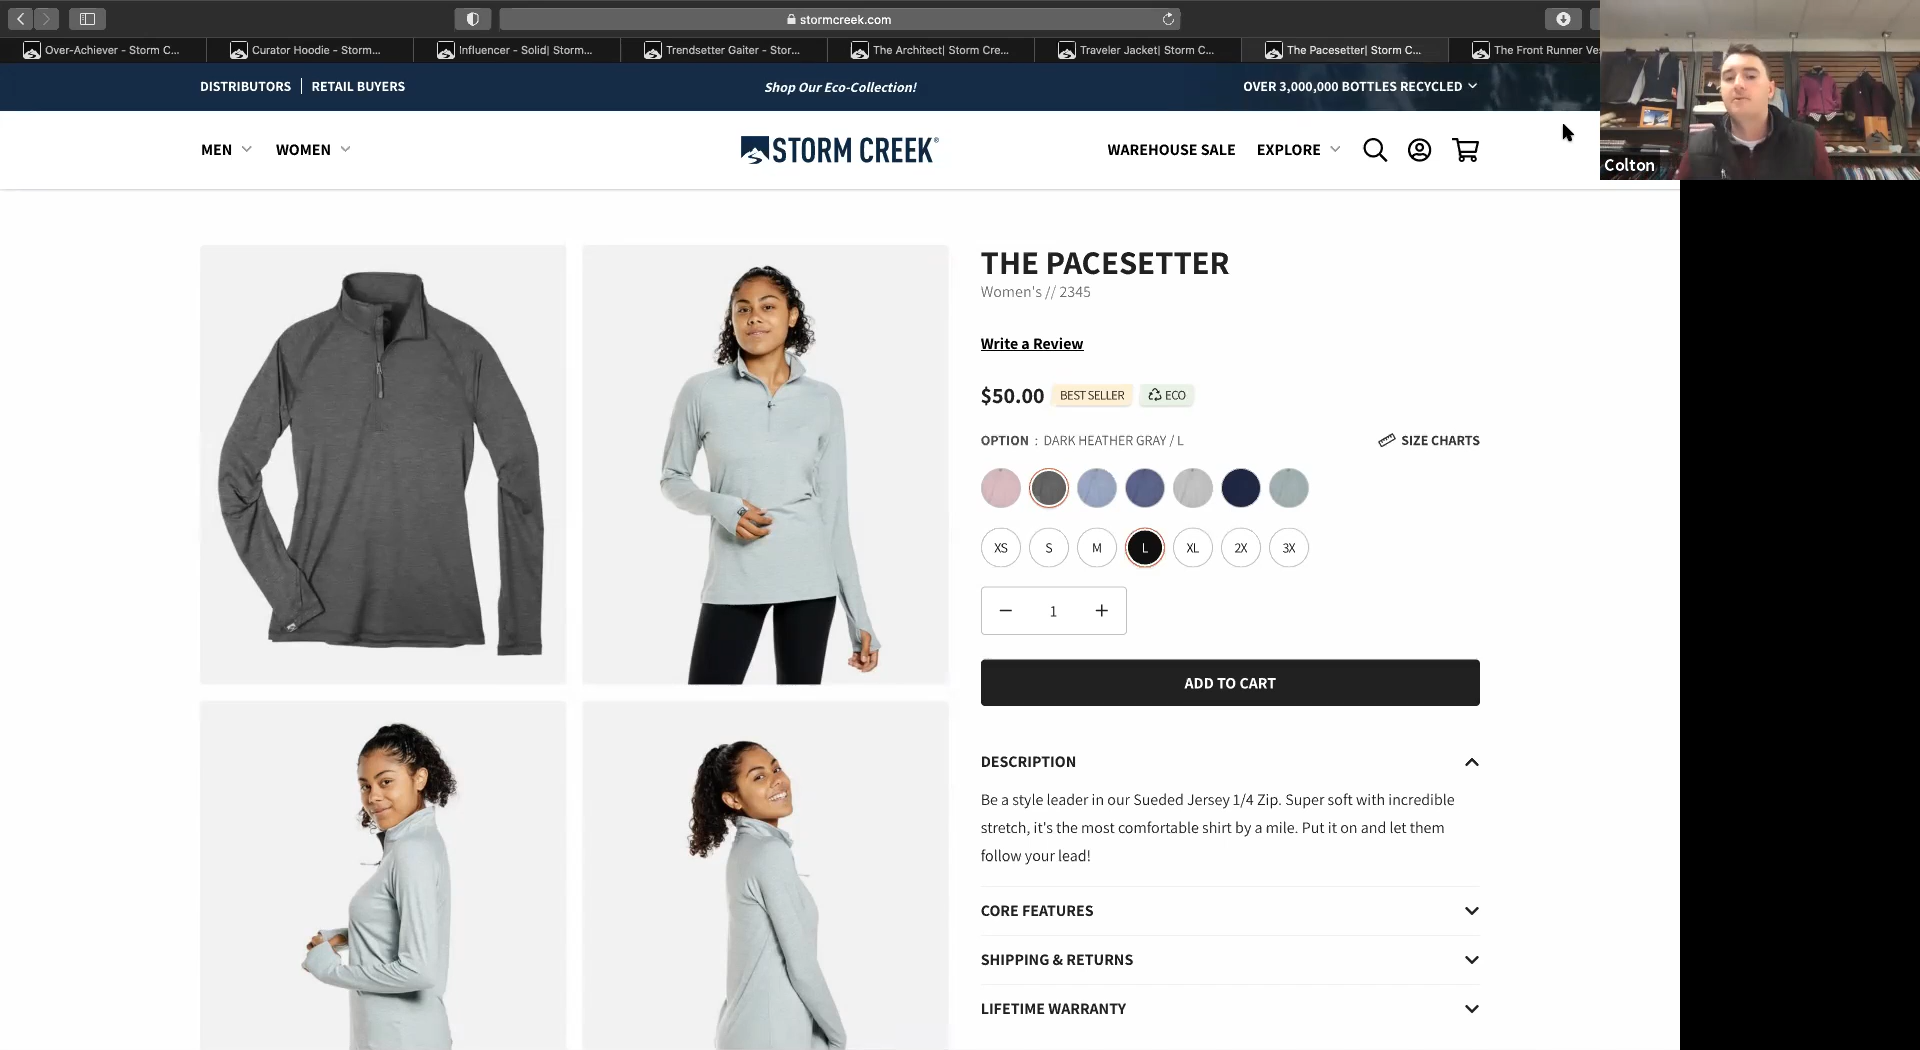 stormcreek.com
Over-Achiever - Storm C...
Curator Hoodie - Storm...
Influencer - Solid| Storm...
Trendsetter Gaiter - Stor...
The Architect| Storm Cre...
Traveler Jacket| Storm C...
The Pacesetter| Storm C...
The Front Runner Ves
DISTRIBUTORS | RETAIL BUYERS
Shop Our Eco-Collection!
OVER 3,000,000 BOTTLES RECYCLED
Colton
MEN
WOMEN
STORM CREEK®
WAREHOUSE SALE
EXPLORE
THE PACESETTER
Women's // 2345
Write a Review
$50.00 BEST SELLER ECO
OPTION : DARK HEATHER GRAY / L
SIZE CHARTS
XS S M L XL 2X 3X
− 1 +
ADD TO CART
DESCRIPTION
Be a style leader in our Sueded Jersey 1/4 Zip. Super soft with incredible
stretch, it's the most comfortable shirt by a mile. Put it on and let them
follow your lead!
CORE FEATURES
SHIPPING & RETURNS
LIFETIME WARRANTY